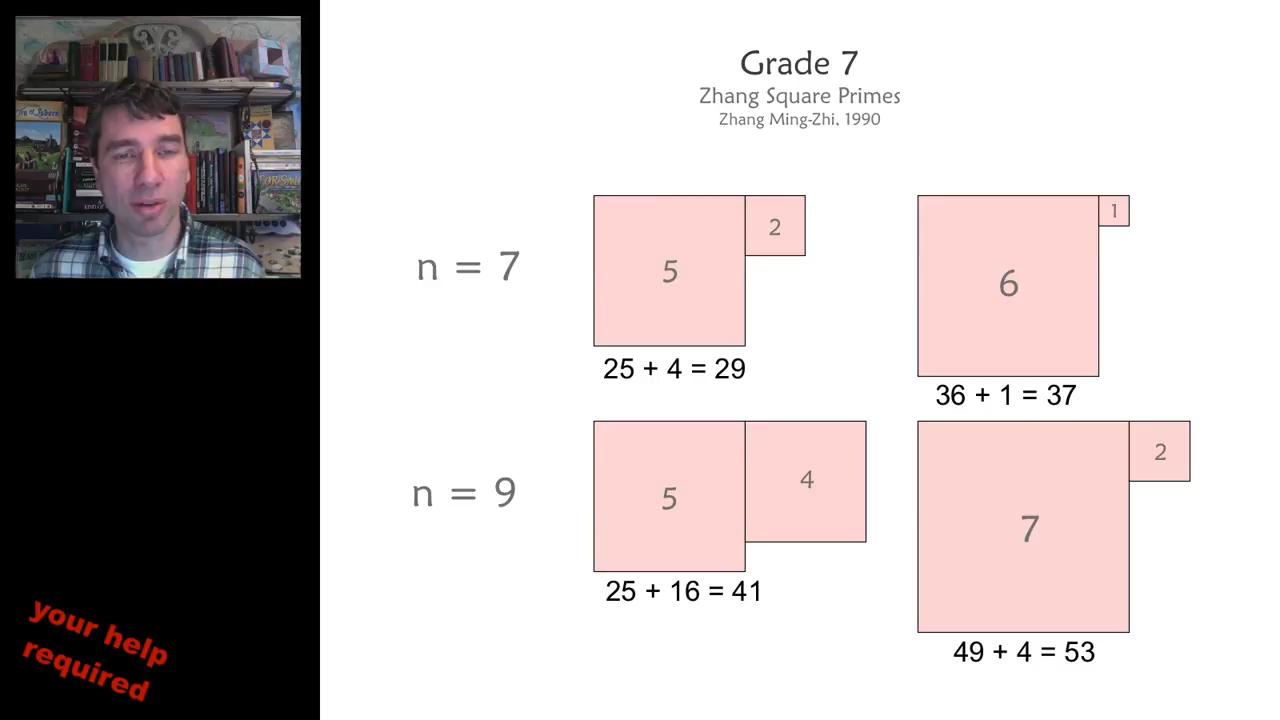 Grade 7
Zhang Square Primes
Zhang Ming-Zhi, 1990
n = 7
5
2
25 + 4 = 29
6
1
36 + 1 = 37
n = 9
5
4
25 + 16 = 41
7
2
49 + 4 = 53
your help
required